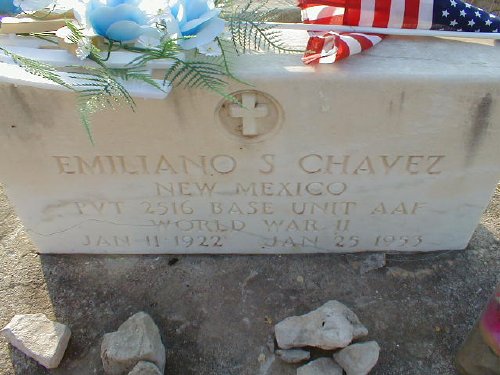 EMILIANO S CHAVEZ
NEW MEXICO
PVT 2516 BASE UNIT AAF
WORLD WAR II
JAN 11 1922 JAN 25 1953